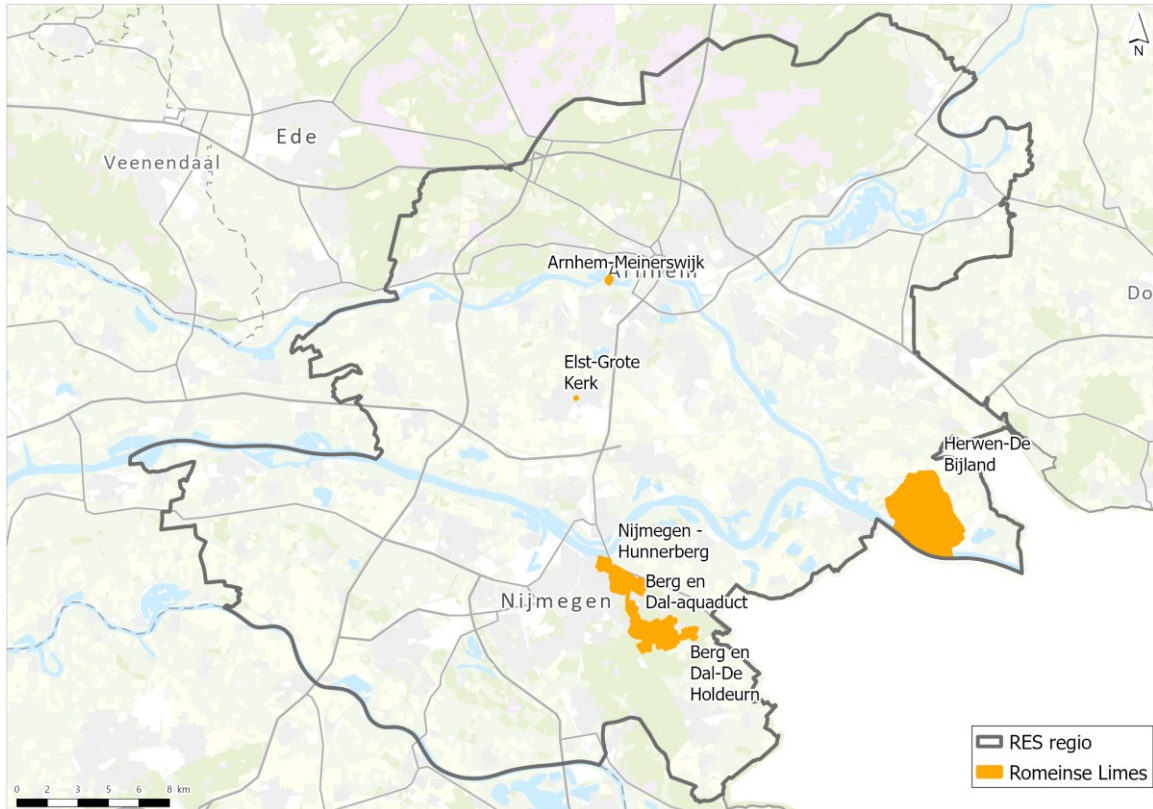 N
Ede
Veenendaal
Arnhem-Meinerswijk
Arnhem
Do
Elst-Grote
Kerk
Herwen-De
Bijland
Nijmegen -
Hunnerberg
Berg en
Dal-aquaduct
Nijmegen
Berg en
Dal-De
Holdeurn
RES regio
Romeinse Limes
0 2 3 5 6 8 km